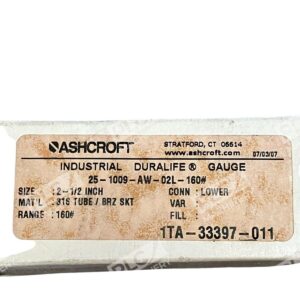 ASHCROFT
STRATFORD, CT 06614
www.ashcroft.com 07/03/07
INDUSTRIAL DURALIFE® GAUGE
25-1009-AW-02L-160#
SIZE : 2-1/2 INCH CONN : LOWER
MAT'L : 316 TUBE / BRZ SKT VAR :
RANGE: 160# FILL :
1TA-33397-011